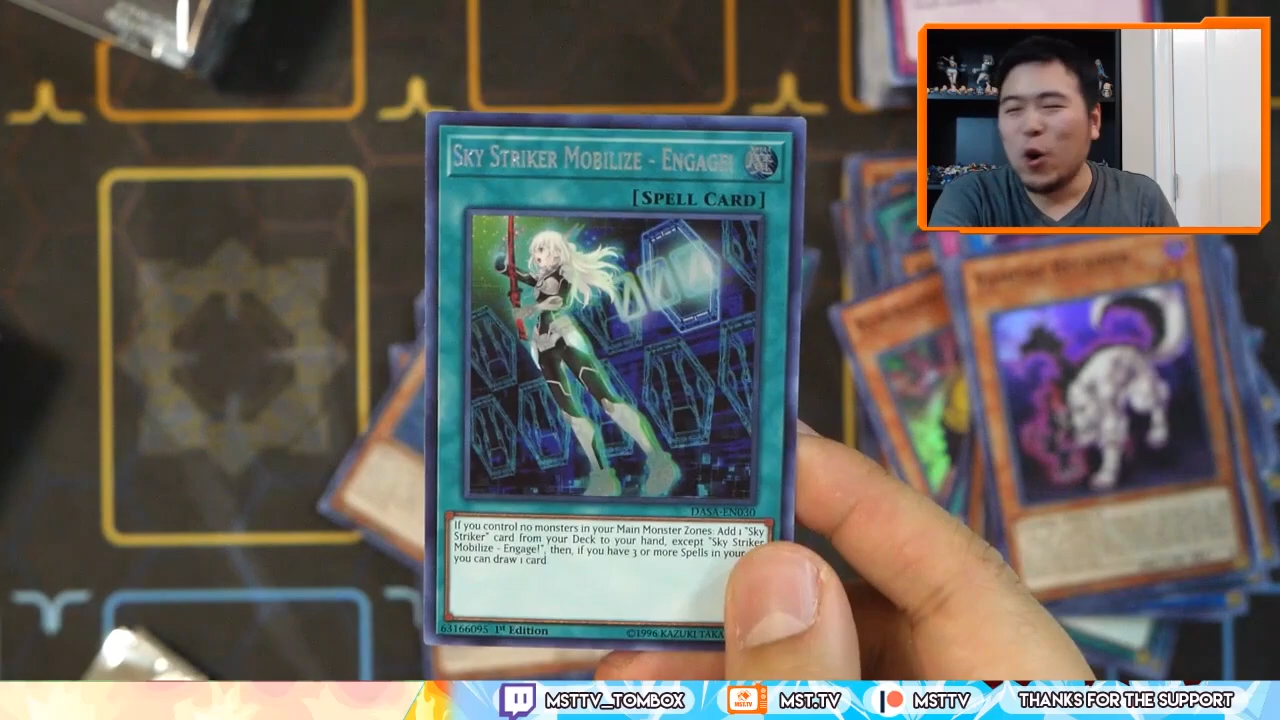 SKY STRIKER MOBILIZE - ENGAGE!
[SPELL CARD]
DASA-EN030
If you control no monsters in your Main Monster Zones: Add 1 "Sky
Striker" card from your Deck to your hand, except "Sky Striker
Mobilize - Engage!", then, if you have 3 or more Spells in your
you can draw 1 card
63166095 1st Edition
©1996 KAZUKI TAKA
MSTTV_TOMBOX
MST.TV
MST.TV
MSTTV
THANKS FOR THE SUPPORT